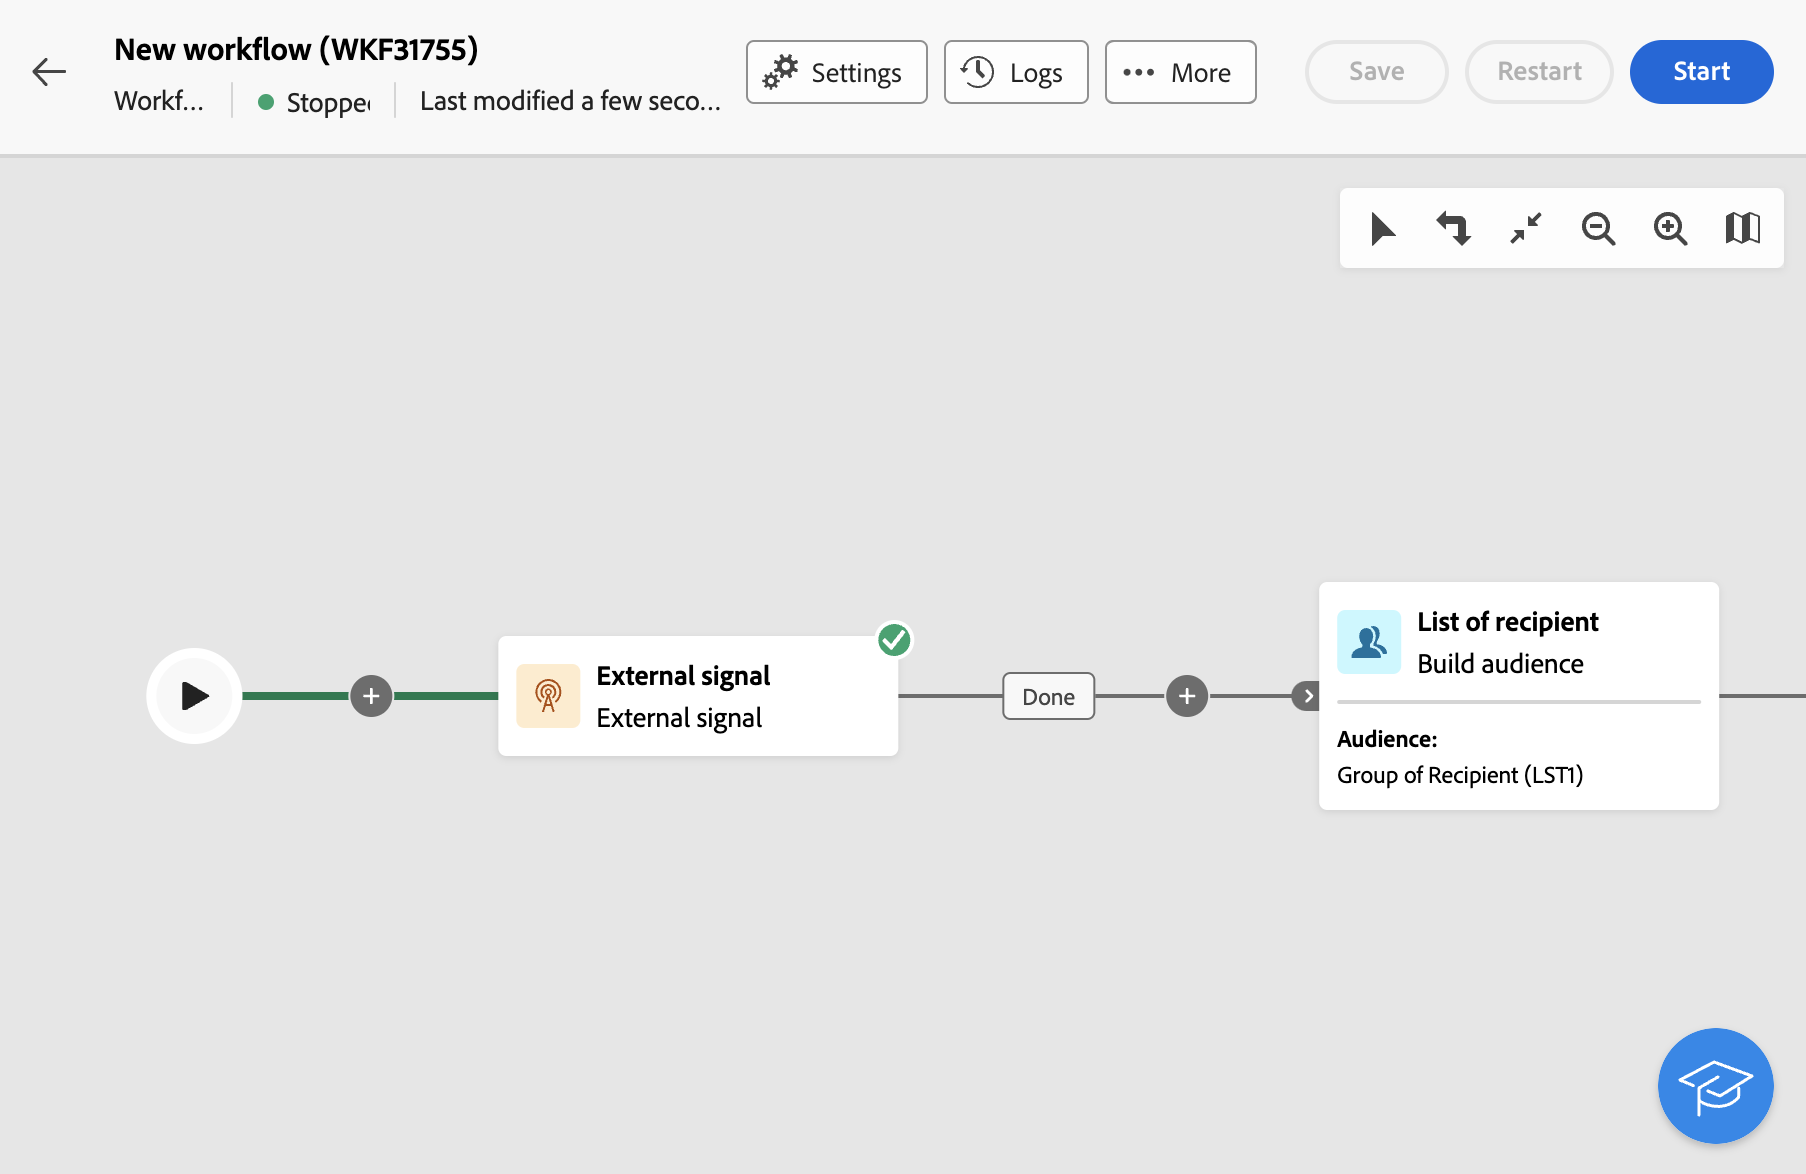 New workflow (WKF31755)
Workf...
Stopped
Last modified a few seco...
Settings
Logs
More
Save
Restart
Start
External signal
External signal
Done
List of recipient
Build audience
Audience:
Group of Recipient (LST1)